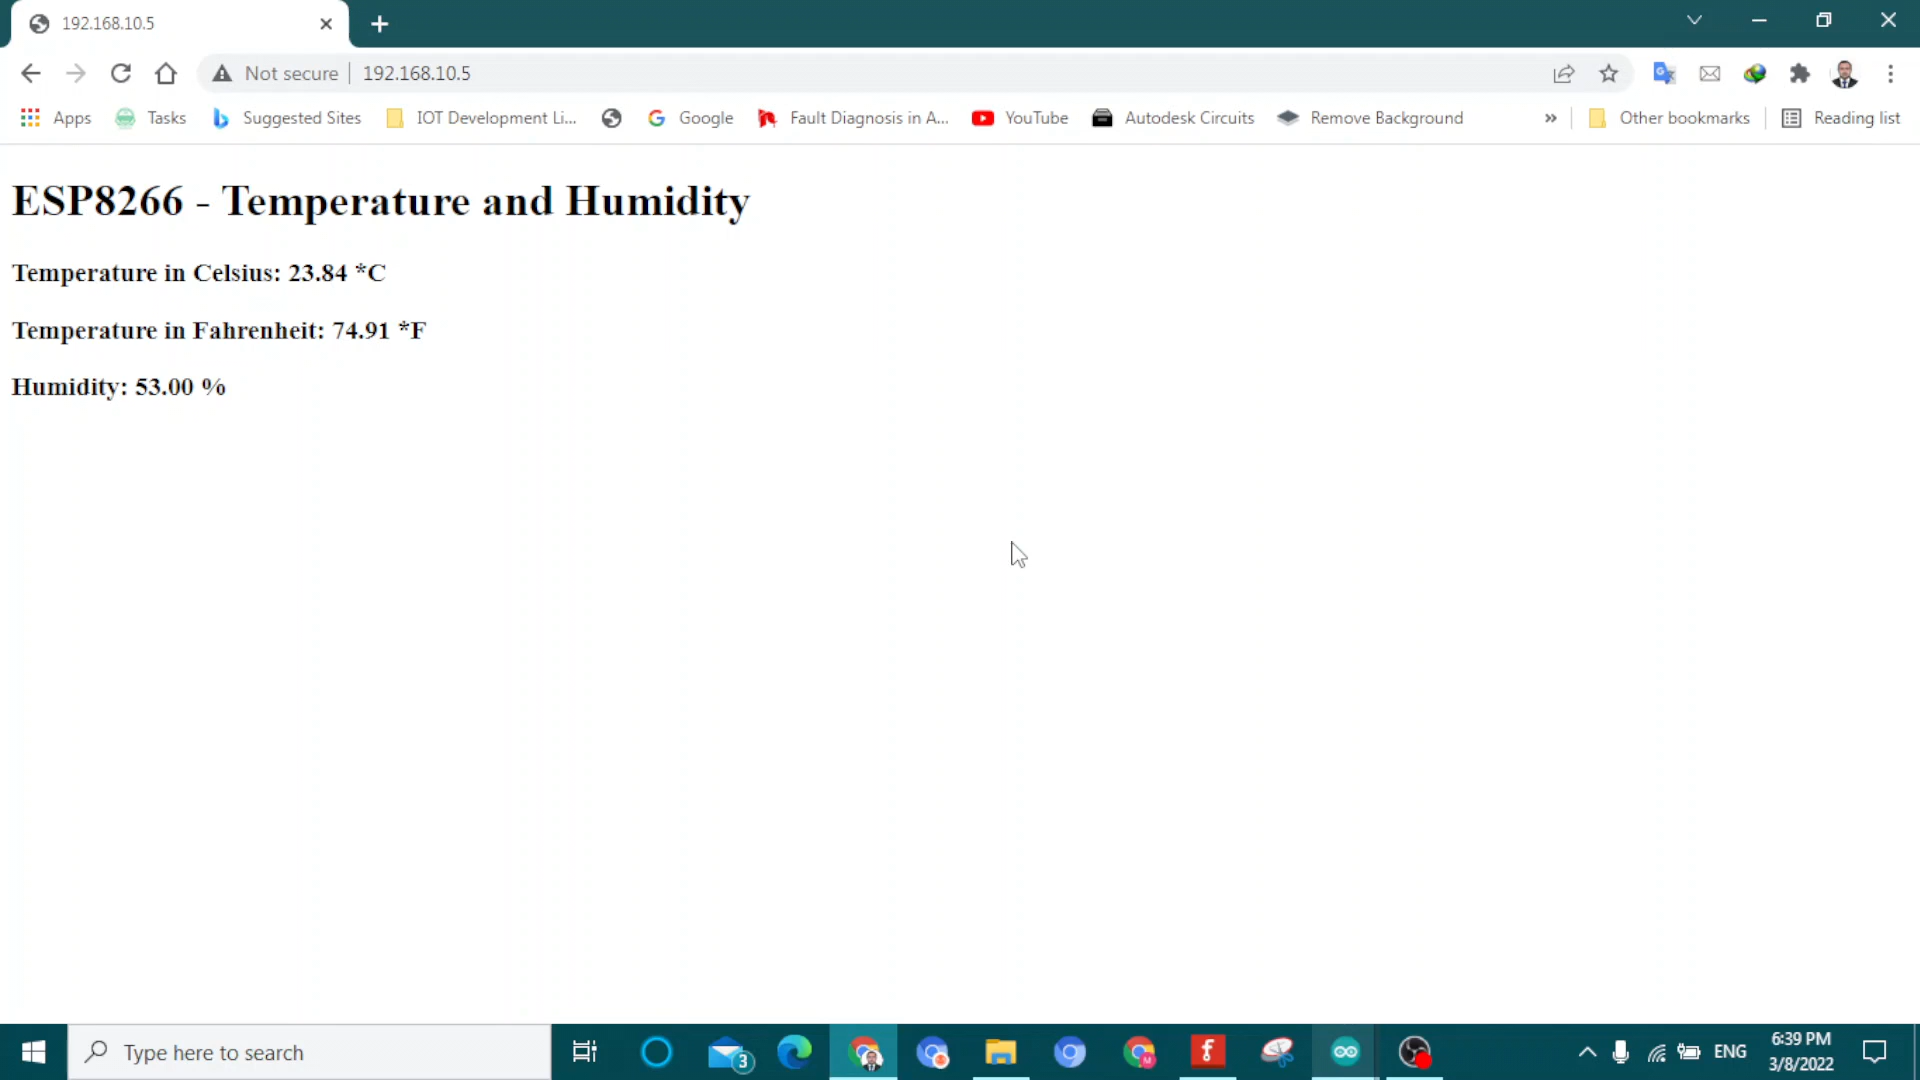 192.168.10.5
Not secure 192.168.10.5
Apps Tasks Suggested Sites IOT Development Li... Google Fault Diagnosis in A... YouTube Autodesk Circuits Remove Background » Other bookmarks Reading list
ESP8266 - Temperature and Humidity
Temperature in Celsius: 23.84 *C
Temperature in Fahrenheit: 74.91 *F
Humidity: 53.00 %
Type here to search 3 ENG 6:39 PM
3/8/2022